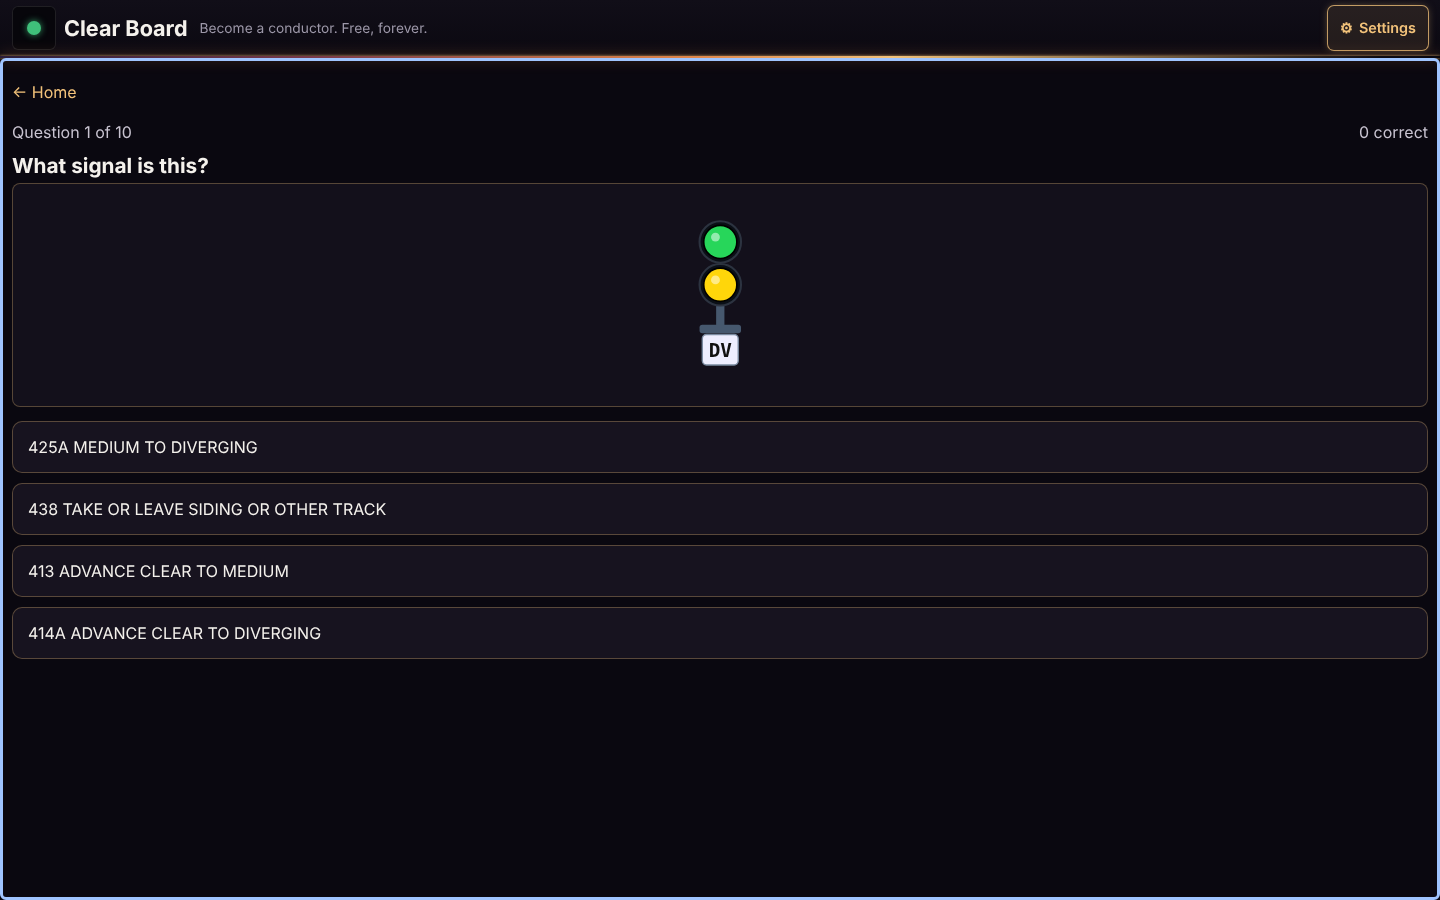 Clear Board
Become a conductor. Free, forever.
⚙ Settings
← Home
Question 1 of 10
0 correct
What signal is this?
DV
425A MEDIUM TO DIVERGING
438 TAKE OR LEAVE SIDING OR OTHER TRACK
413 ADVANCE CLEAR TO MEDIUM
414A ADVANCE CLEAR TO DIVERGING